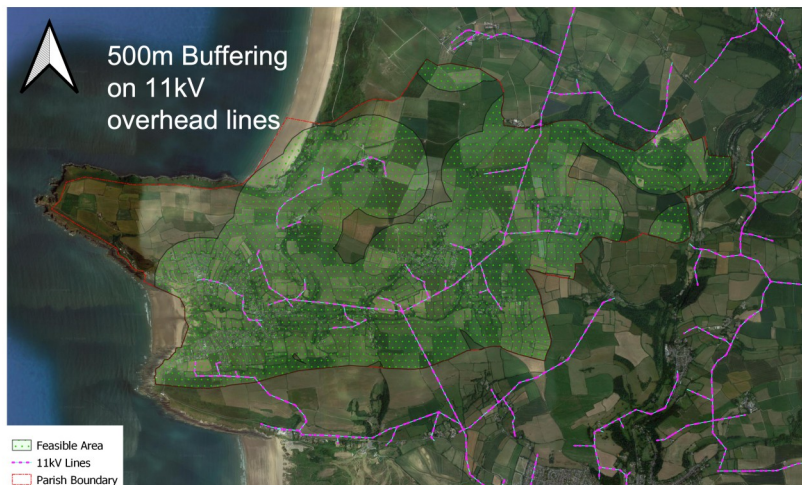 500m Buffering
on 11kV
overhead lines
Feasible Area
11kV Lines
Parish Boundary